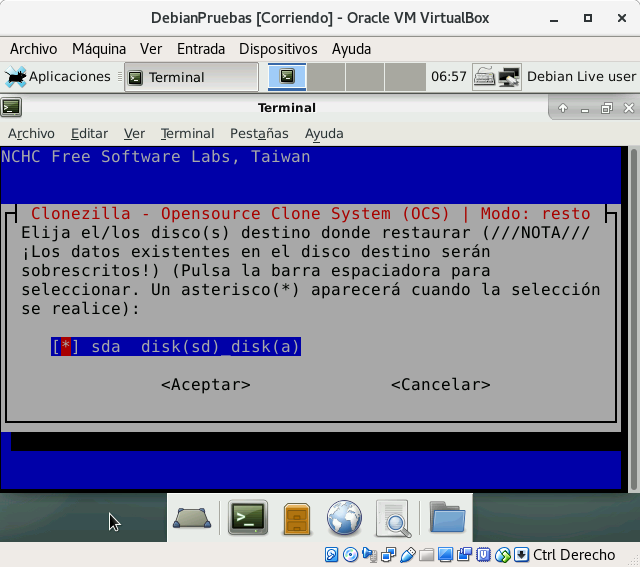 DebianPruebas [Corriendo] - Oracle VM VirtualBox
Archivo Máquina Ver Entrada Dispositivos Ayuda
Aplicaciones Terminal 06:57 Debian Live user
Terminal
Archivo Editar Ver Terminal Pestañas Ayuda
NCHC Free Software Labs, Taiwan
Clonezilla - Opensource Clone System (OCS) | Modo: resto
Elija el/los disco(s) destino donde restaurar (///NOTA///
¡Los datos existentes en el disco destino serán
sobrescritos!) (Pulsa la barra espaciadora para
seleccionar. Un asterisco(*) aparecerá cuando la selección
se realice):
[*] sda disk(sd)_disk(a)
<Aceptar> <Cancelar>
Ctrl Derecho